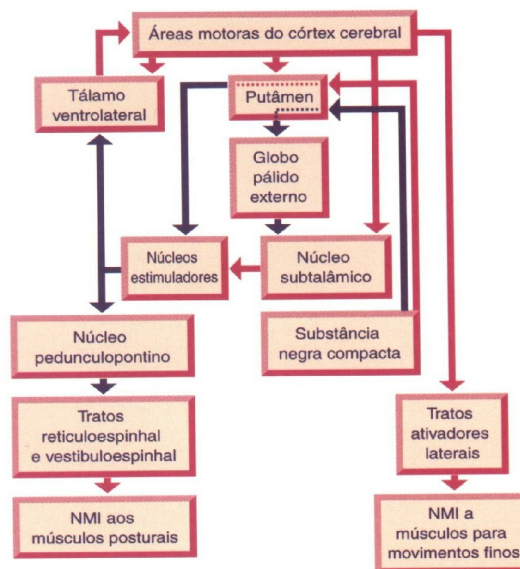 Áreas motoras do córtex cerebral
Tálamo
ventrolateral
Putâmen
Globo
pálido
externo
Núcleos
estimuladores
Núcleo
subtalâmico
Núcleo
pedunculopontino
Substância
negra compacta
Tratos
reticuloespinhal
e vestibuloespinhal
Tratos
ativadores
laterais
NMI aos
músculos posturais
NMI a
músculos para
movimentos finos